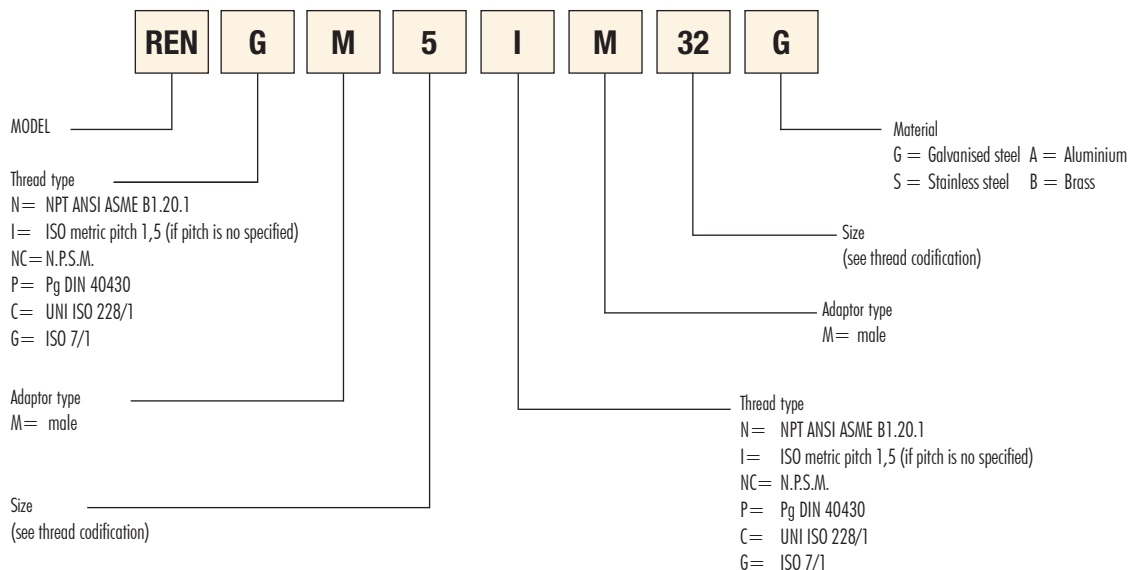 REN G M 5 I M 32 G
MODEL
Thread type
N= NPT ANSI ASME B1.20.1
I= ISO metric pitch 1,5 (if pitch is no specified)
NC= N.P.S.M.
P= Pg DIN 40430
C= UNI ISO 228/1
G= ISO 7/1
Adaptor type
M= male
Size
(see thread codification)
Material
G = Galvanised steel A = Aluminium
S = Stainless steel B = Brass
Size
(see thread codification)
Adaptor type
M= male
Thread type
N= NPT ANSI ASME B1.20.1
I= ISO metric pitch 1,5 (if pitch is no specified)
NC= N.P.S.M.
P= Pg DIN 40430
C= UNI ISO 228/1
G= ISO 7/1